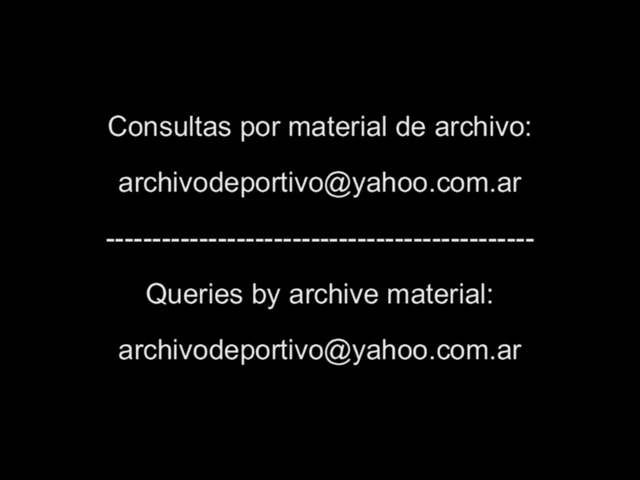 Consultas por material de archivo:
archivodeportivo@yahoo.com.ar
-----------------------------------------------
Queries by archive material:
archivodeportivo@yahoo.com.ar